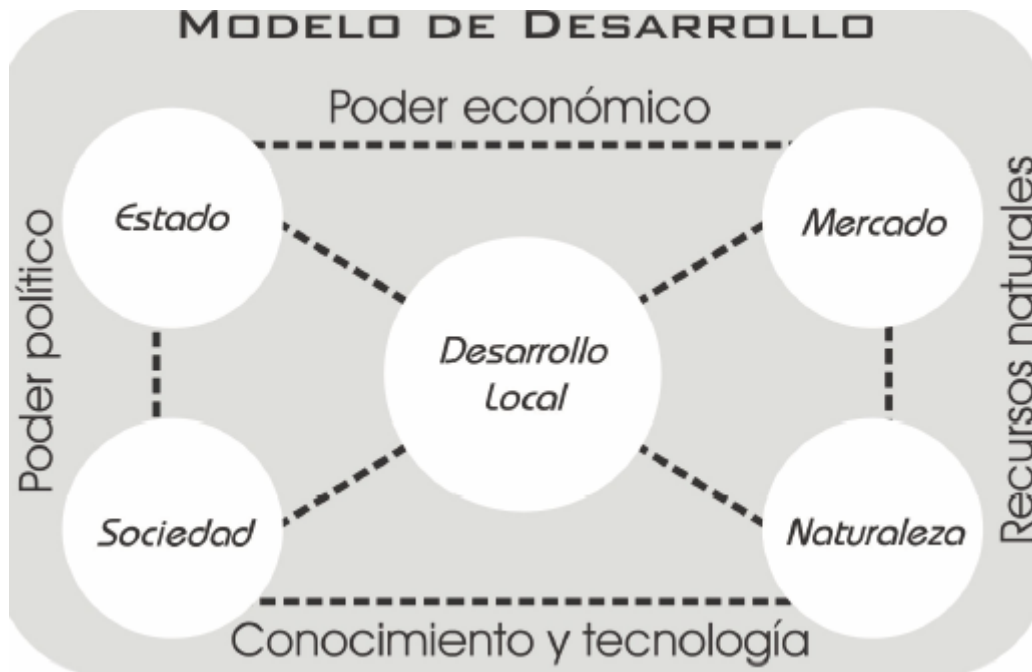 MODELO DE DESARROLLO
Poder económico
Estado
Mercado
Poder político
Recursos naturales
Desarrollo
Local
Sociedad
Naturaleza
Conocimiento y tecnología